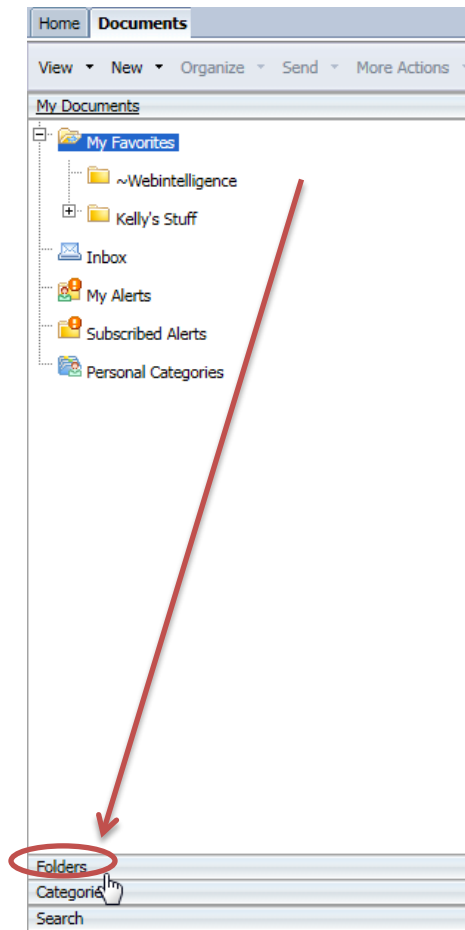 Home Documents
View New Organize Send More Actions
My Documents
My Favorites
~Webintelligence
Kelly's Stuff
Inbox
My Alerts
Subscribed Alerts
Personal Categories
Folders
Categorie
Search